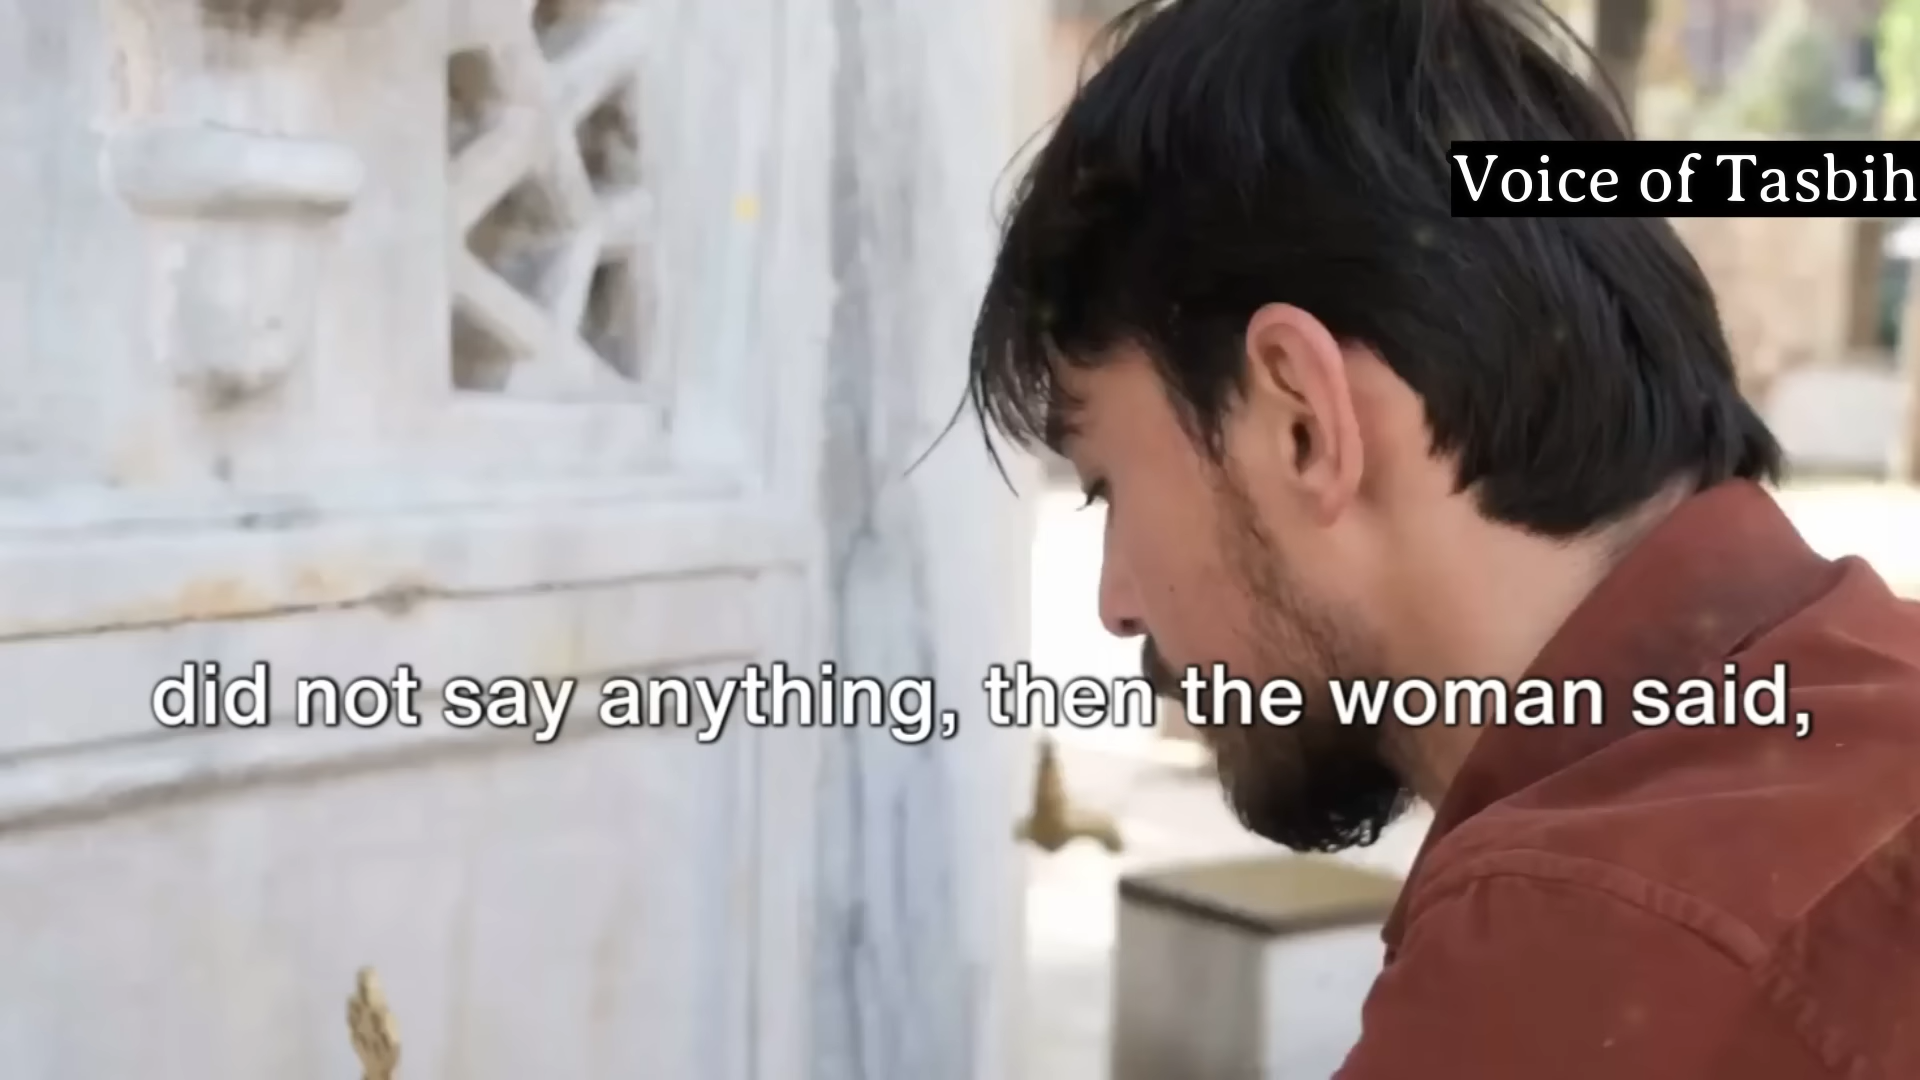 Voice of Tasbih
did not say anything, then the woman said,